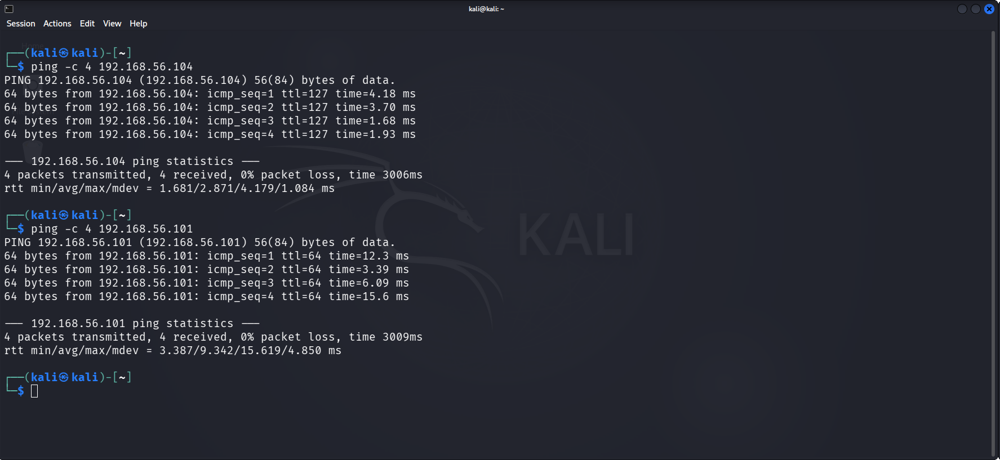 kali@kali: ~
Session Actions Edit View Help
Home
┌──(kali㉿kali)-[~]
└─$ ping -c 4 192.168.56.104
PING 192.168.56.104 (192.168.56.104) 56(84) bytes of data.
64 bytes from 192.168.56.104: icmp_seq=1 ttl=127 time=4.18 ms
64 bytes from 192.168.56.104: icmp_seq=2 ttl=127 time=3.70 ms
64 bytes from 192.168.56.104: icmp_seq=3 ttl=127 time=1.68 ms
64 bytes from 192.168.56.104: icmp_seq=4 ttl=127 time=1.93 ms
--- 192.168.56.104 ping statistics ---
4 packets transmitted, 4 received, 0% packet loss, time 3006ms
rtt min/avg/max/mdev = 1.681/2.871/4.179/1.084 ms
┌──(kali㉿kali)-[~]
└─$ ping -c 4 192.168.56.101
PING 192.168.56.101 (192.168.56.101) 56(84) bytes of data.
64 bytes from 192.168.56.101: icmp_seq=1 ttl=64 time=12.3 ms
64 bytes from 192.168.56.101: icmp_seq=2 ttl=64 time=3.39 ms
64 bytes from 192.168.56.101: icmp_seq=3 ttl=64 time=6.09 ms
64 bytes from 192.168.56.101: icmp_seq=4 ttl=64 time=15.6 ms
--- 192.168.56.101 ping statistics ---
4 packets transmitted, 4 received, 0% packet loss, time 3009ms
rtt min/avg/max/mdev = 3.387/9.342/15.619/4.850 ms
┌──(kali㉿kali)-[~]
└─$
KALI